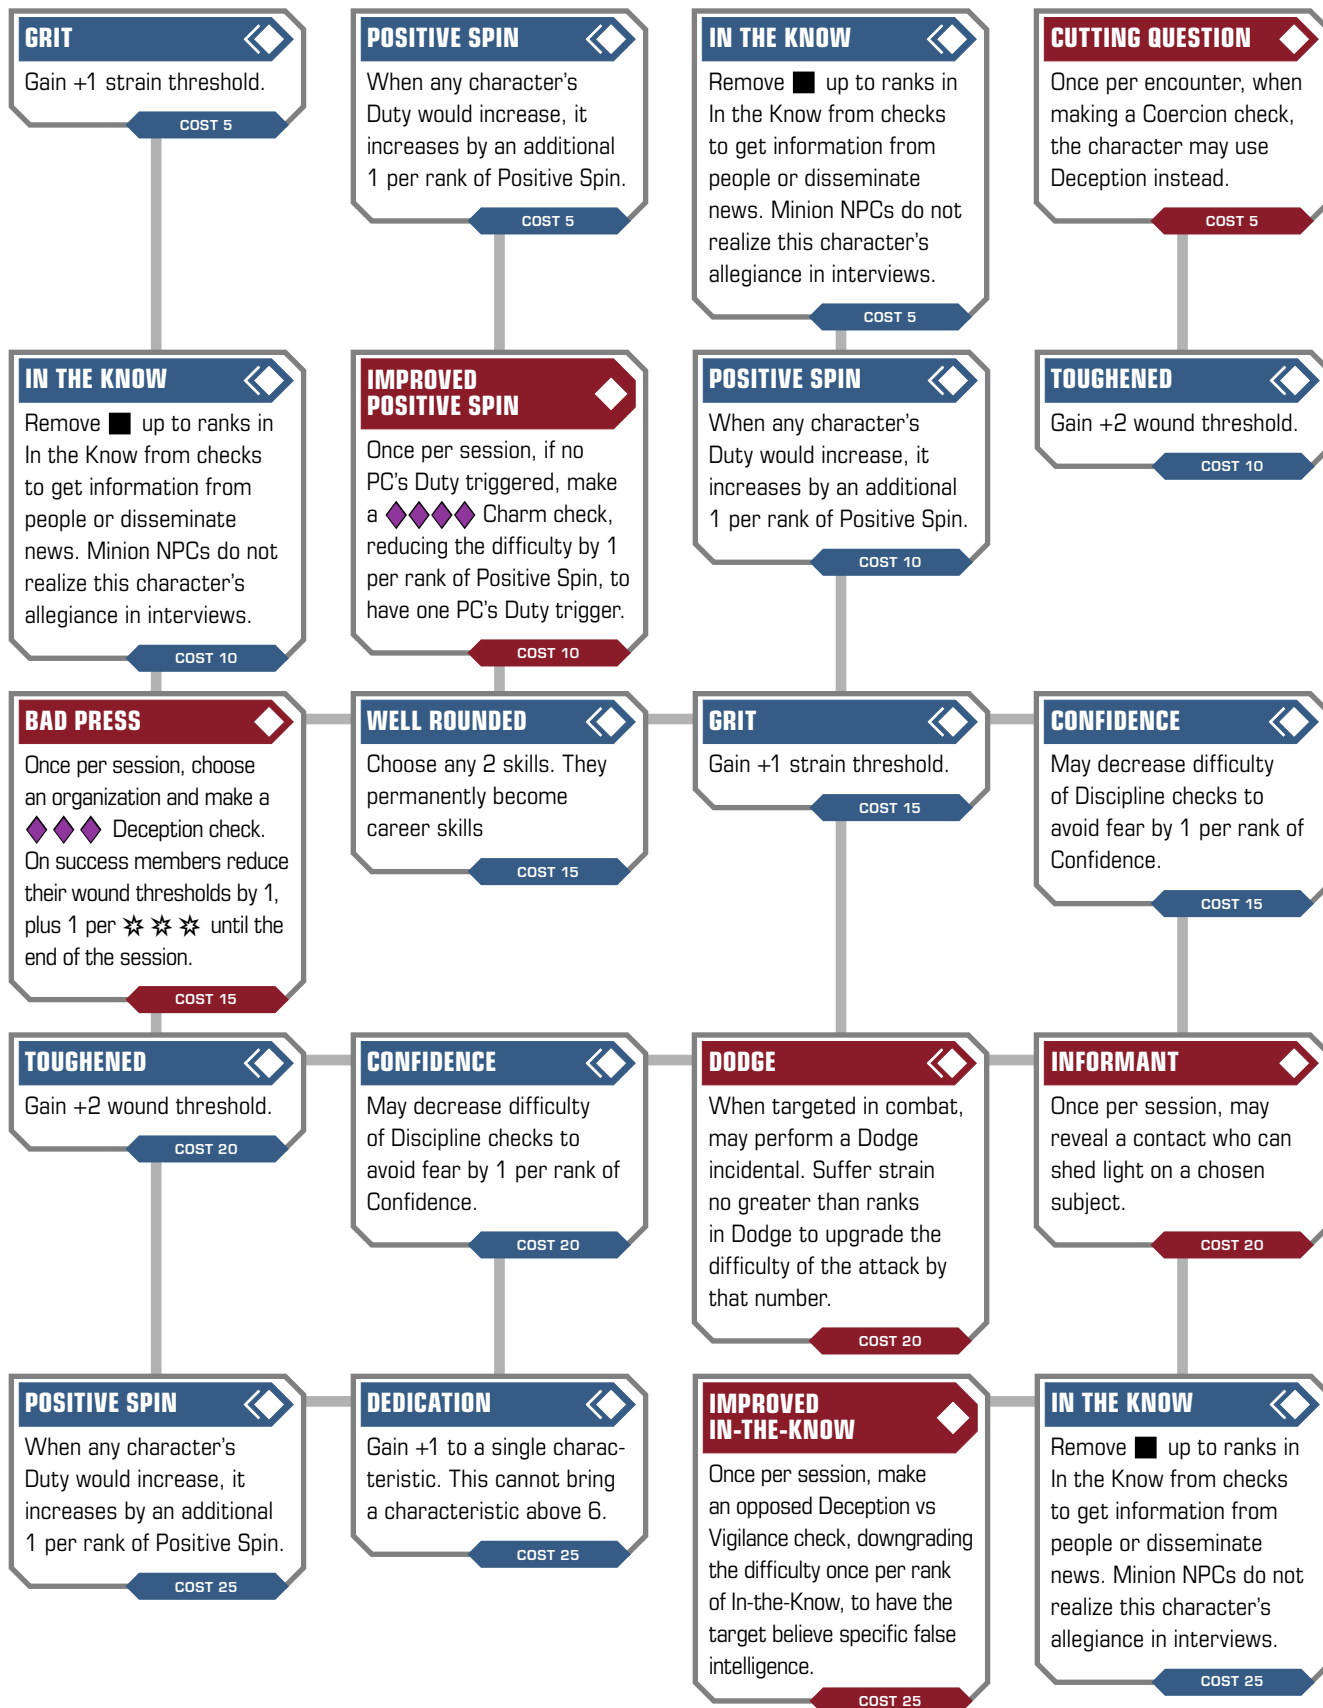 GRIT
Gain +1 strain threshold.
COST 5
POSITIVE SPIN
When any character's
Duty would increase, it
increases by an additional
1 per rank of Positive Spin.
COST 5
IN THE KNOW
Remove up to ranks in
In the Know from checks
to get information from
people or disseminate
news. Minion NPCs do not
realize this character's
allegiance in interviews.
COST 5
CUTTING QUESTION
Once per encounter, when
making a Coercion check,
the character may use
Deception instead.
COST 5
IN THE KNOW
Remove up to ranks in
In the Know from checks
to get information from
people or disseminate
news. Minion NPCs do not
realize this character's
allegiance in interviews.
COST 10
IMPROVED
POSITIVE SPIN
Once per session, if no
PC's Duty triggered, make
a Charm check,
reducing the difficulty by 1
per rank of Positive Spin, to
have one PC's Duty trigger.
COST 10
POSITIVE SPIN
When any character's
Duty would increase, it
increases by an additional
1 per rank of Positive Spin.
COST 10
TOUGHENED
Gain +2 wound threshold.
COST 10
BAD PRESS
Once per session, choose
an organization and make a
Deception check.
On success members reduce
their wound thresholds by 1,
plus 1 per until the
end of the session.
COST 15
WELL ROUNDED
Choose any 2 skills. They
permanently become
career skills
COST 15
GRIT
Gain +1 strain threshold.
COST 15
CONFIDENCE
May decrease difficulty
of Discipline checks to
avoid fear by 1 per rank of
Confidence.
COST 15
TOUGHENED
Gain +2 wound threshold.
COST 20
CONFIDENCE
May decrease difficulty
of Discipline checks to
avoid fear by 1 per rank of
Confidence.
COST 20
DODGE
When targeted in combat,
may perform a Dodge
incidental. Suffer strain
no greater than ranks
in Dodge to upgrade the
difficulty of the attack by
that number.
COST 20
INFORMANT
Once per session, may
reveal a contact who can
shed light on a chosen
subject.
COST 20
POSITIVE SPIN
When any character's
Duty would increase, it
increases by an additional
1 per rank of Positive Spin.
COST 25
DEDICATION
Gain +1 to a single charac-
teristic. This cannot bring
a characteristic above 6.
COST 25
IMPROVED
IN-THE-KNOW
Once per session, make
an opposed Deception vs
Vigilance check, downgrading
the difficulty once per rank
of In-the-Know, to have the
target believe specific false
intelligence.
COST 25
IN THE KNOW
Remove up to ranks in
In the Know from checks
to get information from
people or disseminate
news. Minion NPCs do not
realize this character's
allegiance in interviews.
COST 25